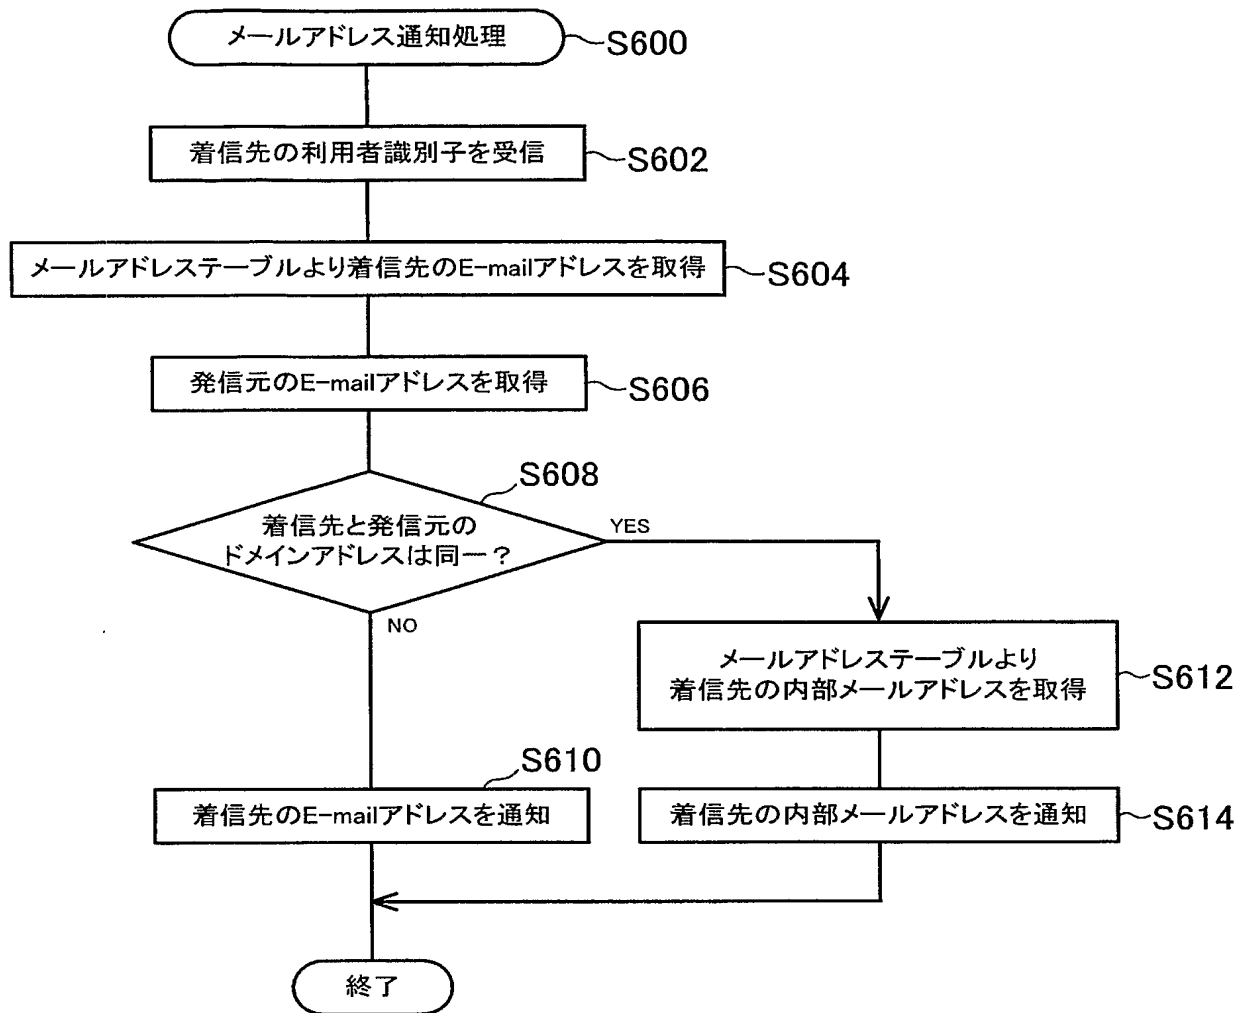 メールアドレス通知処理
S600
着信先の利用者識別子を受信
S602
メールアドレステーブルより着信先のE-mailアドレスを取得
S604
発信元のE-mailアドレスを取得
S606
S608
着信先と発信元の
ドメインアドレスは同一？
YES
NO
メールアドレステーブルより
着信先の内部メールアドレスを取得
S612
S610
着信先のE-mailアドレスを通知
着信先の内部メールアドレスを通知
S614
終了